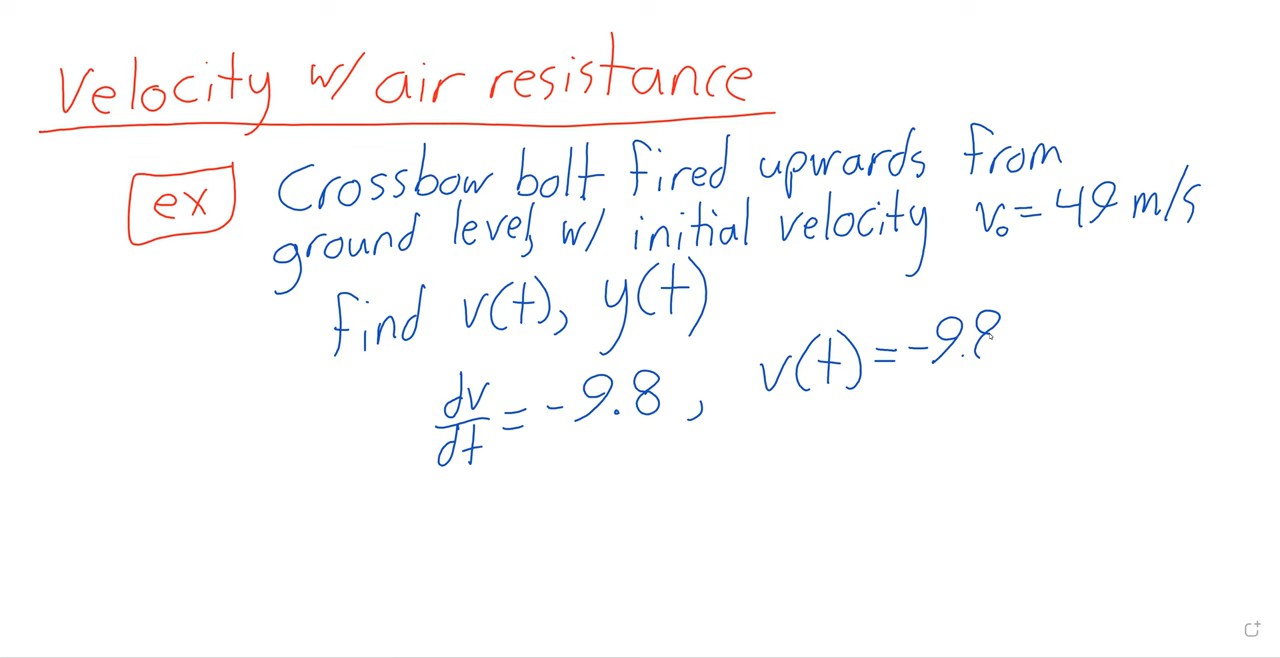 Velocity w/ air resistance
ex
Crossbow bolt fired upwards from
ground level, w/ initial velocity v₀ = 49 m/s
find v(t), y(t)
dv/dt = -9.8, v(t) = -9.8